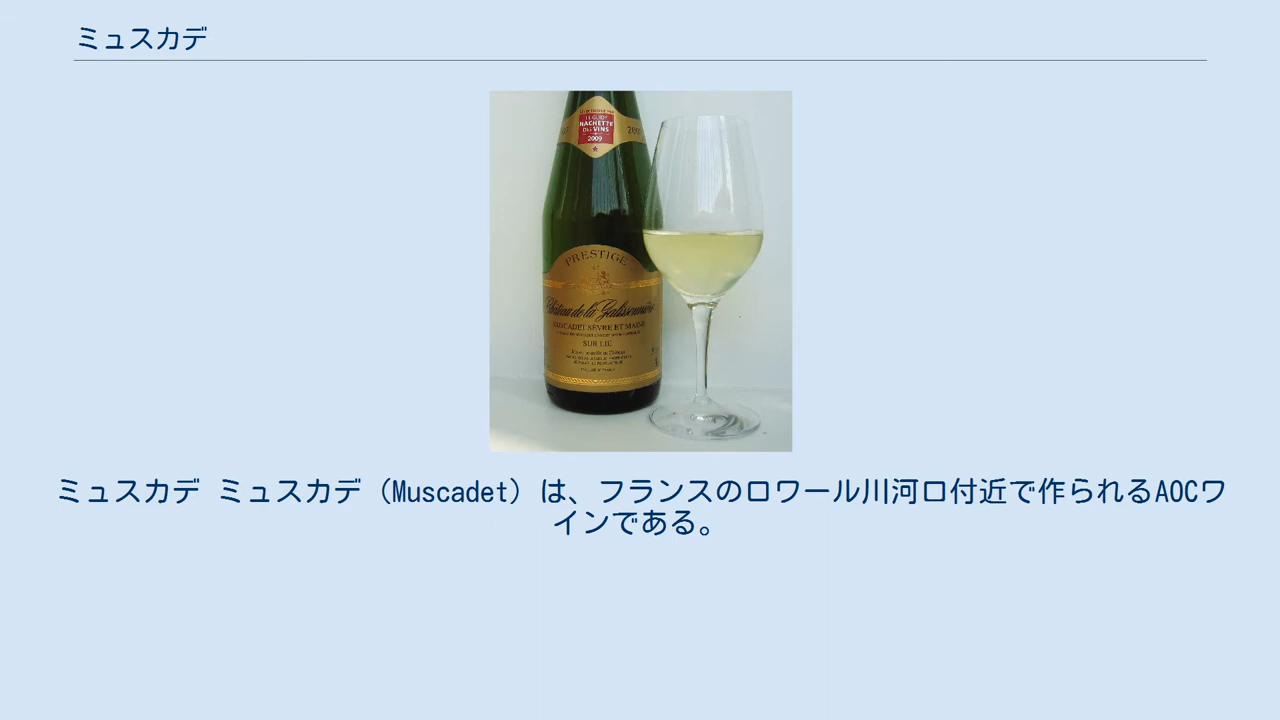 ミュスカデ
LE GUIDE
HACHETTE
DES VINS
2009
PRESTIGE
Château de la Galissonnière
MUSCADET SÈVRE ET MAINE
SUR LIE
ミュスカデ ミュスカデ（Muscadet）は、フランスのロワール川河口付近で作られるAOCワ
インである。